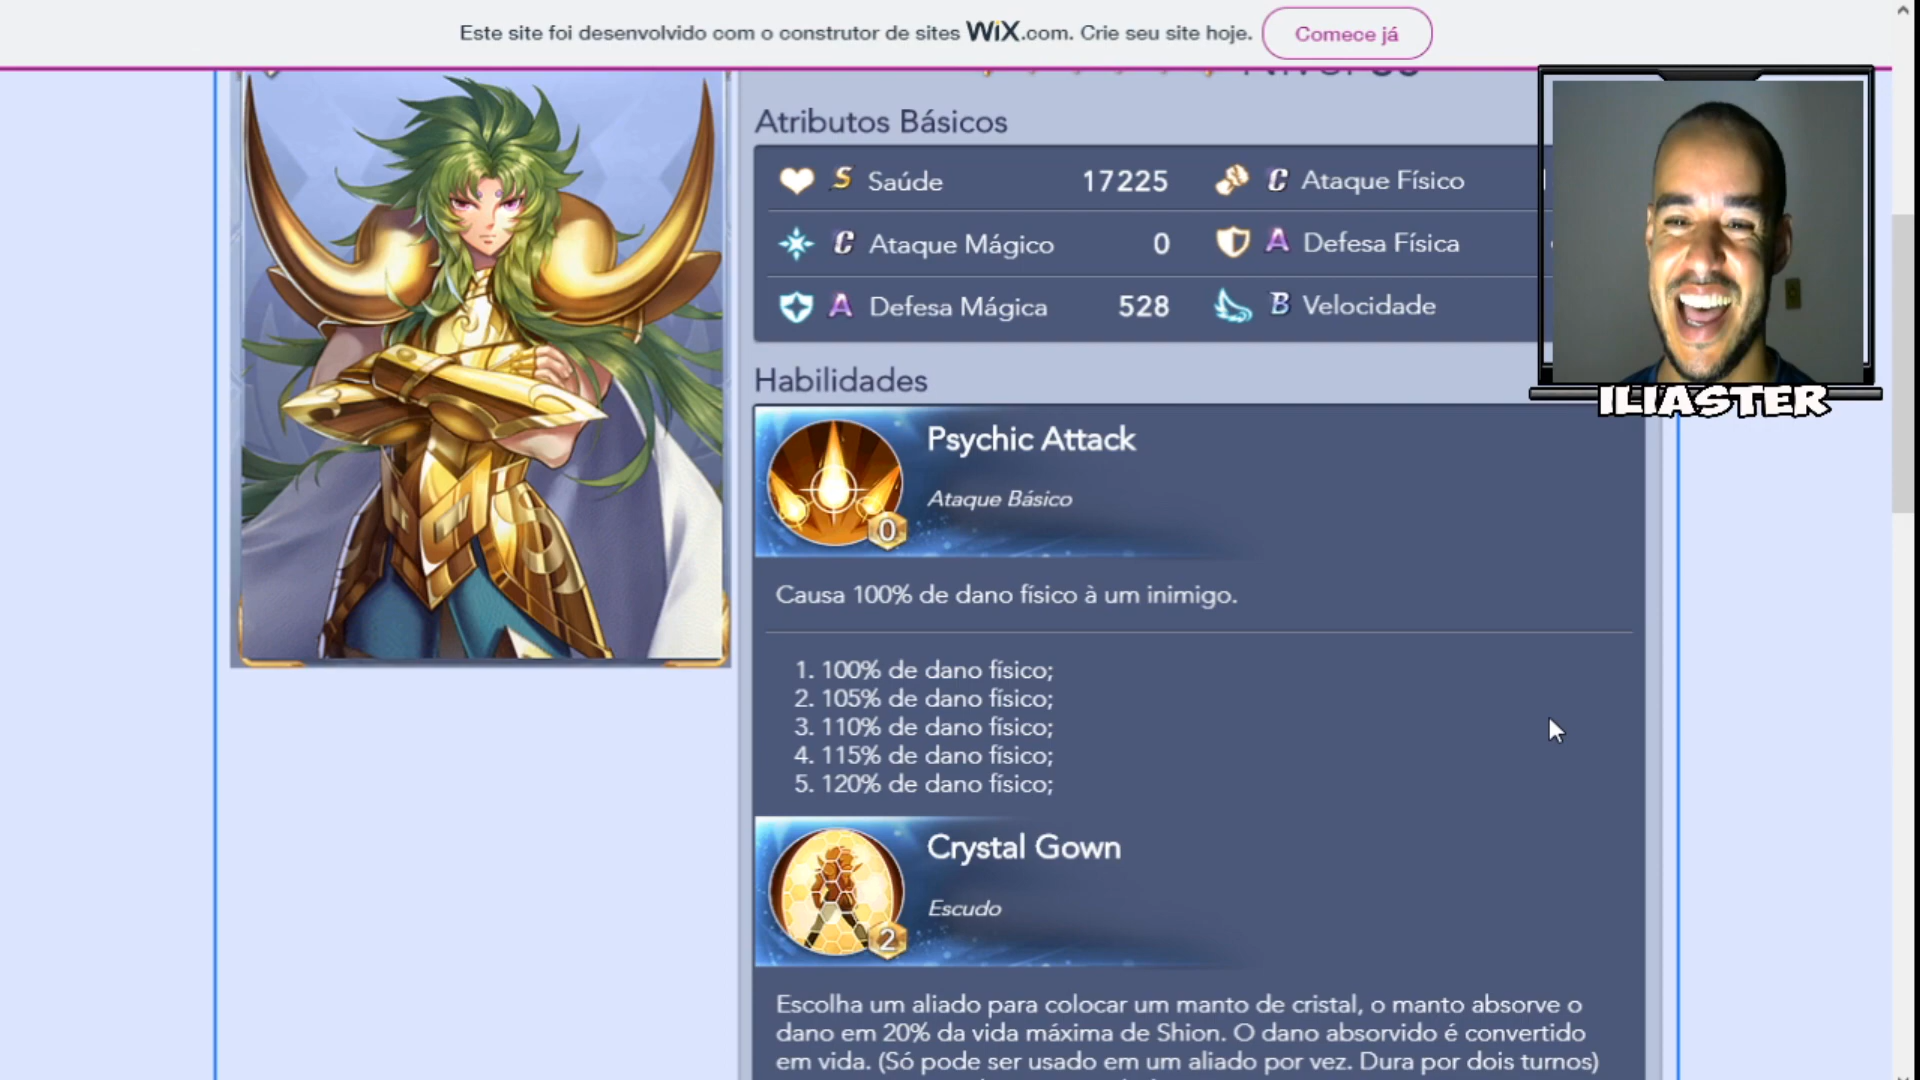 Este site foi desenvolvido com o construtor de sites WiX.com. Crie seu site hoje.
Comece já
Atributos Básicos
S Saúde 17225
C Ataque Físico
C Ataque Mágico 0
A Defesa Física
A Defesa Mágica 528
B Velocidade
ILIASTER
Habilidades
Psychic Attack
Ataque Básico
0
Causa 100% de dano físico à um inimigo.
1. 100% de dano físico;
2. 105% de dano físico;
3. 110% de dano físico;
4. 115% de dano físico;
5. 120% de dano físico;
Crystal Gown
Escudo
2
Escolha um aliado para colocar um manto de cristal, o manto absorve o
dano em 20% da vida máxima de Shion. O dano absorvido é convertido
em vida. (Só pode ser usado em um aliado por vez. Dura por dois turnos)